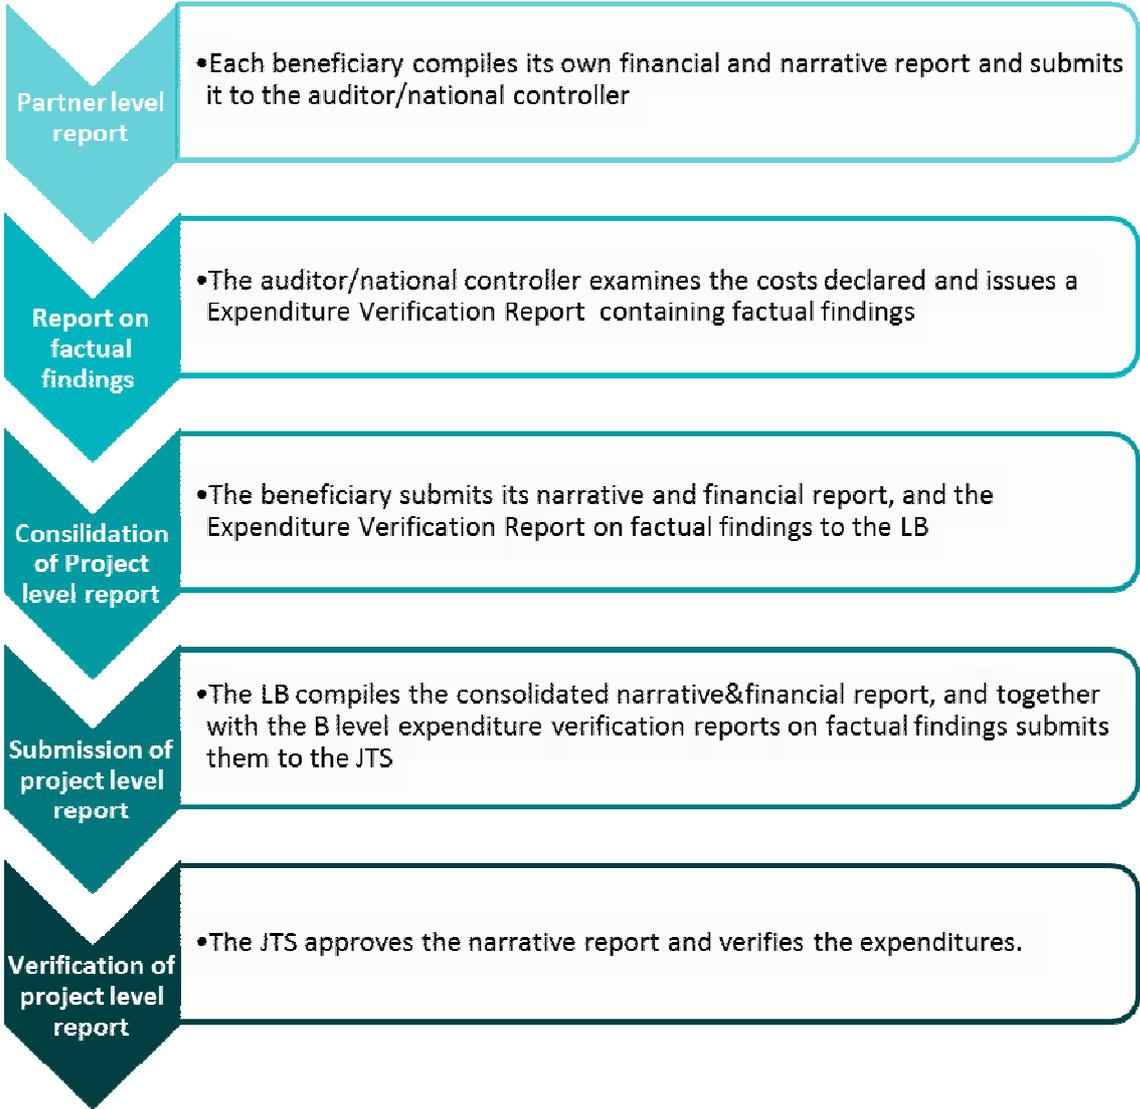 Partner level
report
•Each beneficiary compiles its own financial and narrative report and submits
it to the auditor/national controller
Report on
factual
findings
•The auditor/national controller examines the costs declared and issues a
Expenditure Verification Report containing factual findings
Consilidation
of Project
level report
•The beneficiary submits its narrative and financial report, and the
Expenditure Verification Report on factual findings to the LB
Submission of
project level
report
•The LB compiles the consolidated narrative&financial report, and together
with the B level expenditure verification reports on factual findings submits
them to the JTS
Verification of
project level
report
•The JTS approves the narrative report and verifies the expenditures.